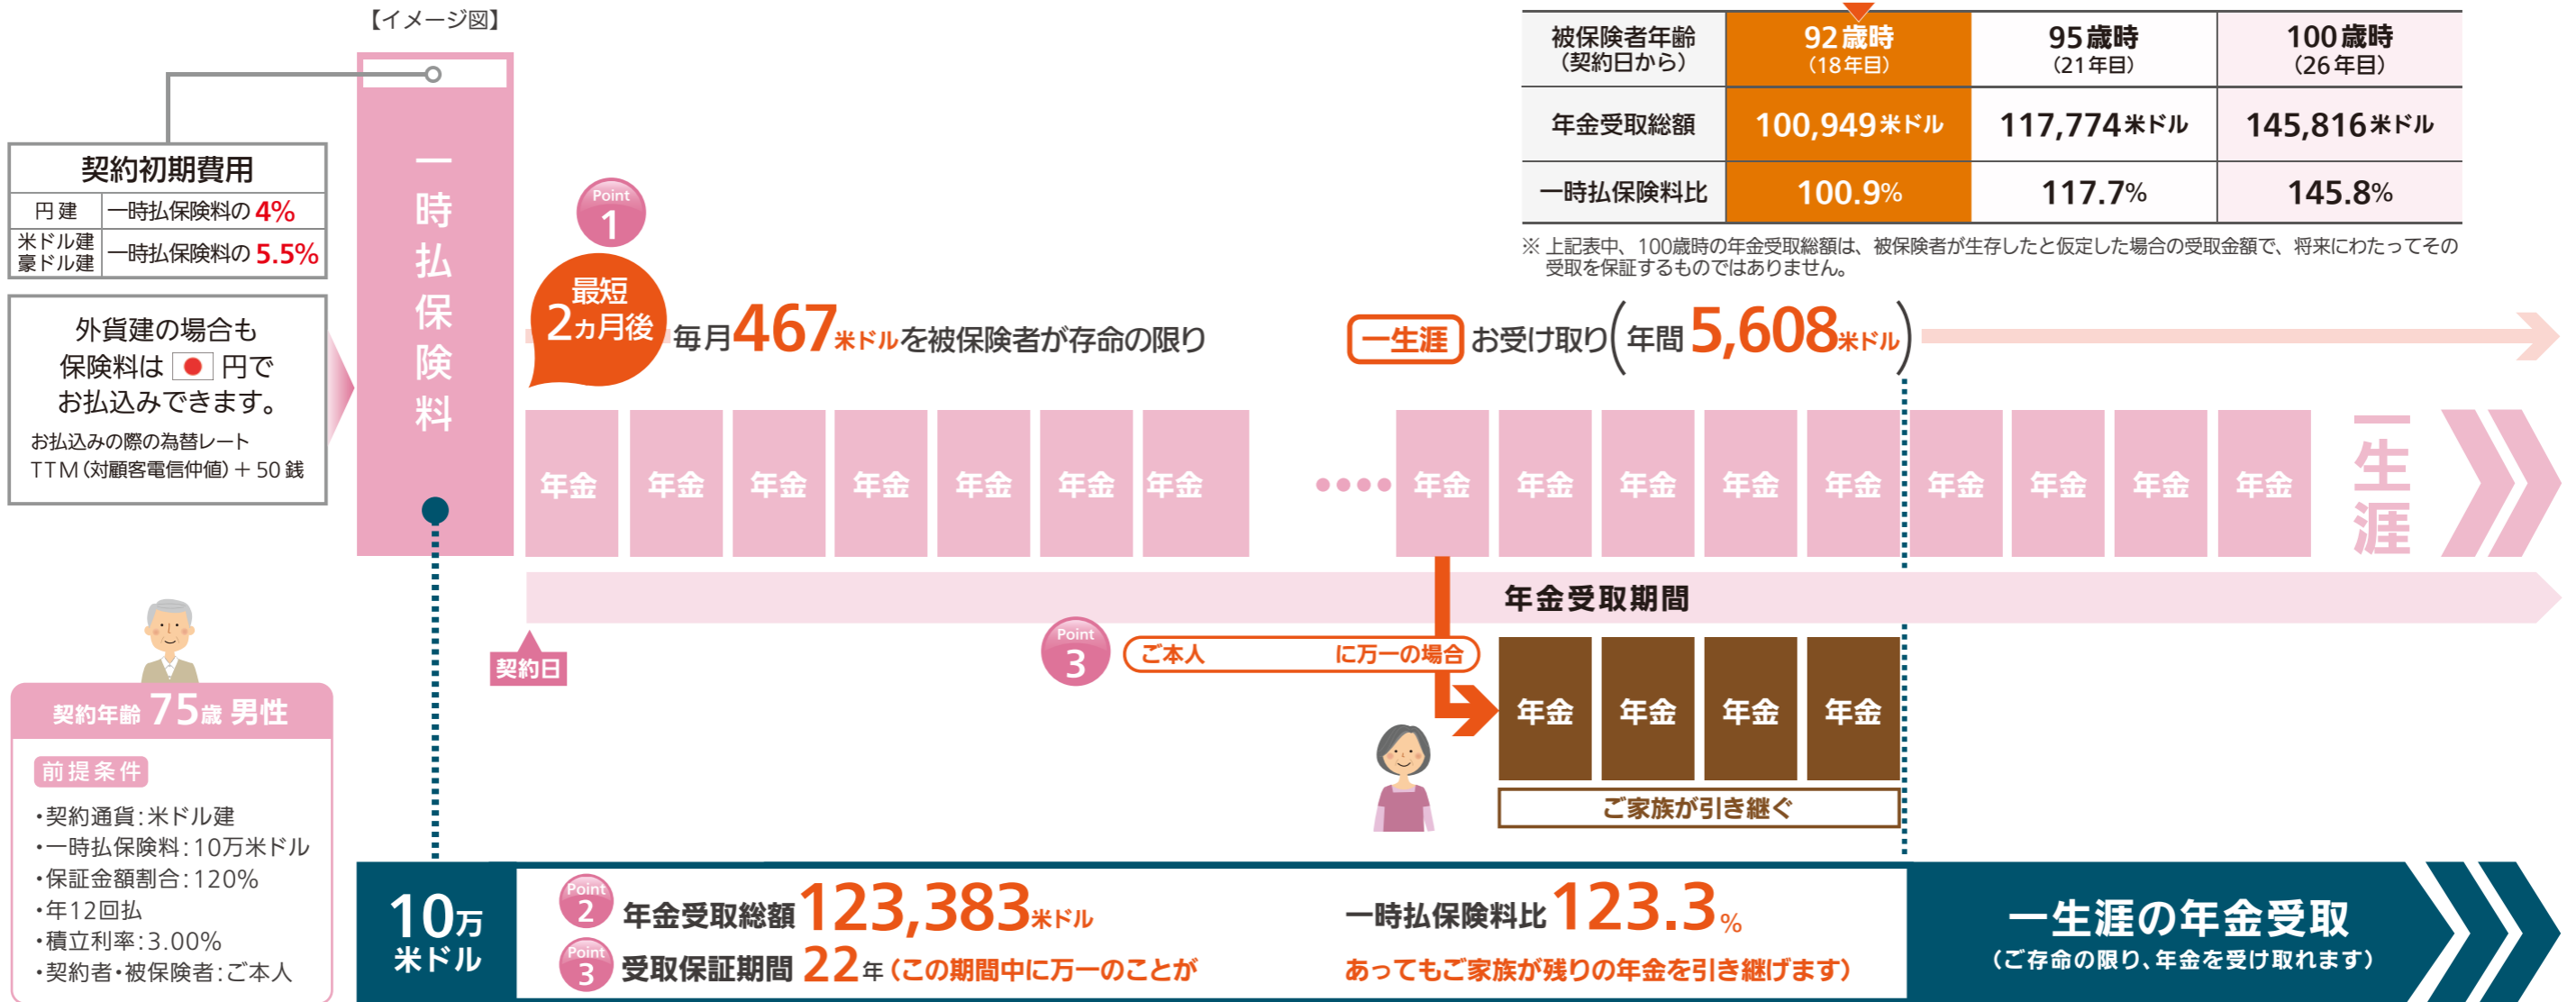 【イメージ図】
契約初期費用
円建 一時払保険料の 4%
米ドル建
豪ドル建
一時払保険料の 5.5%
外貨建の場合も
保険料は 円で
お払込みできます。
お払込みの際の為替レート
TTM(対顧客電信仲値)+50銭
一時払保険料
Point
1
最短
2ヵ月後
毎月467米ドルを被保険者が存命の限り
一生涯 お受け取り(年間5,608米ドル)
被保険者年齢
(契約日から)
92歳時
(18年目)
95歳時
(21年目)
100歳時
(26年目)
年金受取総額 100,949米ドル 117,774米ドル 145,816米ドル
一時払保険料比 100.9% 117.7% 145.8%
※上記表中、100歳時の年金受取総額は、被保険者が生存したと仮定した場合の受取金額で、将来にわたってその
受取を保証するものではありません。
年金 年金 年金 年金 年金 年金 年金 年金 年金 年金 年金 年金 年金 年金 年金 年金
一生涯
年金受取期間
契約日
Point
3
ご本人 に万一の場合
年金 年金 年金 年金
ご家族が引き継ぐ
契約年齢 75歳 男性
前提条件
・契約通貨:米ドル建
・一時払保険料:10万米ドル
・保証金額割合:120%
・年12回払
・積立利率:3.00%
・契約者・被保険者:ご本人
10万
米ドル
Point
2
年金受取総額123,383米ドル 一時払保険料比123.3%
Point
3
受取保証期間 22年(この期間中に万一のことが あってもご家族が残りの年金を引き継げます)
一生涯の年金受取
(ご存命の限り、年金を受け取れます)